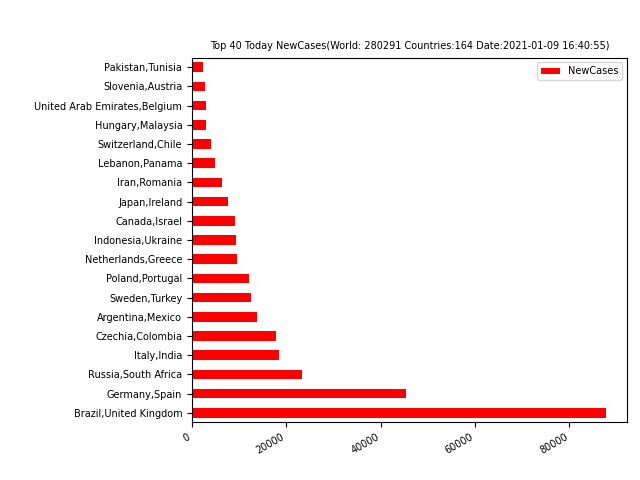 Top 40 Today NewCases(World: 280291 Countries:164 Date:2021-01-09 16:40:55)
NewCases
Pakistan,Tunisia
Slovenia,Austria
United Arab Emirates,Belgium
Hungary,Malaysia
Switzerland,Chile
Lebanon,Panama
Iran,Romania
Japan,Ireland
Canada,Israel
Indonesia,Ukraine
Netherlands,Greece
Poland,Portugal
Sweden,Turkey
Argentina,Mexico
Czechia,Colombia
Italy,India
Russia,South Africa
Germany,Spain
Brazil,United Kingdom
0 20000 40000 60000 80000